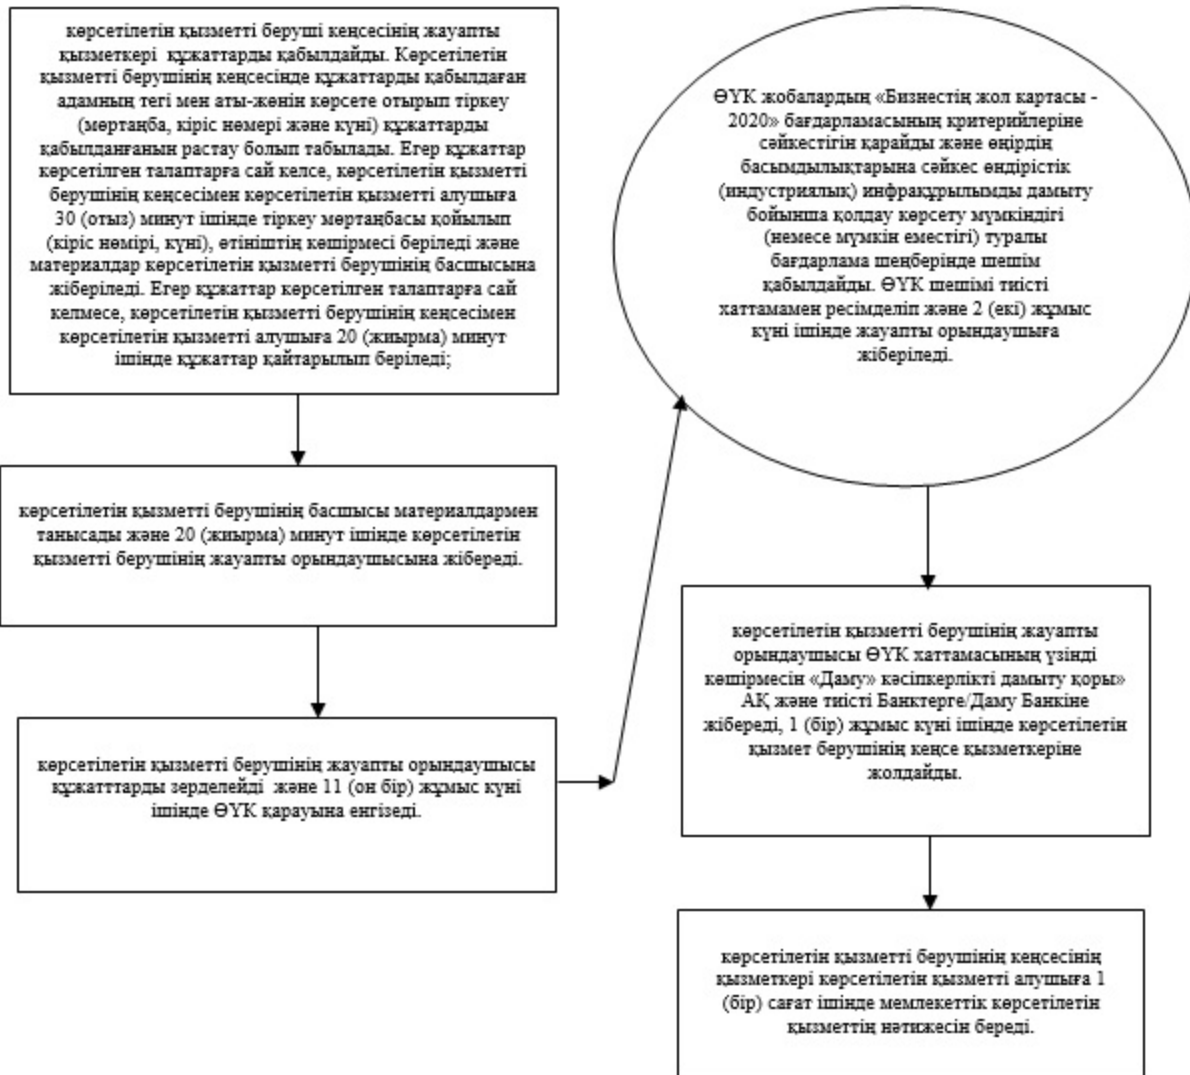 көрсетілетін қызметті беруші кеңсесінің жауапты
қызметкері құжаттарды қабылдайды. Көрсетілетін
қызметті берушінің кеңсесінде құжаттарды қабылдаған
адамның тегі мен аты-жөнін көрсете отырып тіркеу
(мөртаңба, кіріс нөмері және күні) құжаттарды
қабылданғанын растау болып табылады. Егер құжаттар
көрсетілген талаптарға сай келсе, көрсетілетін қызметті
берушінің кеңсесімен көрсетілетін қызметті алушыға
30 (отыз) минут ішінде тіркеу мөртаңбасы қойылып
(кіріс нөмірі, күні), өтініштің көшірмесі беріледі және
материалдар көрсетілетін қызметті берушінің басшысына
жіберіледі. Егер құжаттар көрсетілген талаптарға сай
келмесе, көрсетілетін қызметті берушінің кеңсесімен
көрсетілетін қызметті алушыға 20 (жиырма) минут
ішінде құжаттар қайтарылып беріледі;
көрсетілетін қызметті берушінің басшысы материалдармен
танысады және 20 (жиырма) минут ішінде көрсетілетін
қызметті берушінің жауапты орындаушысына жібереді.
көрсетілетін қызметті берушінің жауапты орындаушысы
құжатттарды зерделейді және 11 (он бір) жұмыс күні
ішінде ӨҮК қарауына енгізеді.
ӨҮК жобалардың «Бизнестің жол картасы -
2020» бағдарламасының критерийлеріне
сәйкестігін қарайды және өңірдің
басымдылықтарына сәйкес өндірістік
(индустриялық) инфрақұрылымды дамыту
бойынша қолдау көрсету мүмкіндігі
(немесе мүмкін еместігі) туралы
бағдарлама шеңберінде шешім
қабылдайды. ӨҮК шешімі тиісті
хаттамамен ресімделіп және 2 (екі) жұмыс
күні ішінде жауапты орындаушыға
жіберіледі.
көрсетілетін қызметті берушінің жауапты
орындаушысы ӨҮК хаттамасының үзінді
көшірмесін «Даму» кәсіпкерлікті дамыту қоры»
АҚ және тиісті Банктерге/Даму Банкіне
жібереді, 1 (бір) жұмыс күні ішінде көрсетілетін
қызмет берушінің кеңсе қызметкеріне
жолдайды.
көрсетілетін қызметті берушінің кеңсесінің
қызметкері көрсетілетін қызметті алушыға 1
(бір) сағат ішінде мемлекеттік көрсетілетін
қызметтің нәтижесін береді.